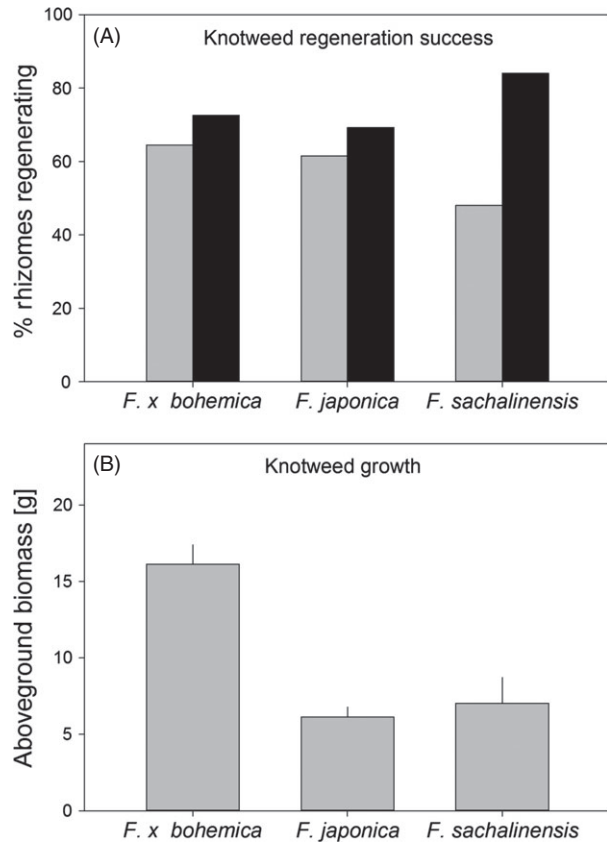 (A)
Knotweed regeneration success
% rhizomes regenerating
100
80
60
40
20
0
F. x bohemica
F. japonica
F. sachalinensis
(B)
Knotweed growth
Aboveground biomass [g]
20
15
10
5
0
F. x bohemica
F. japonica
F. sachalinensis